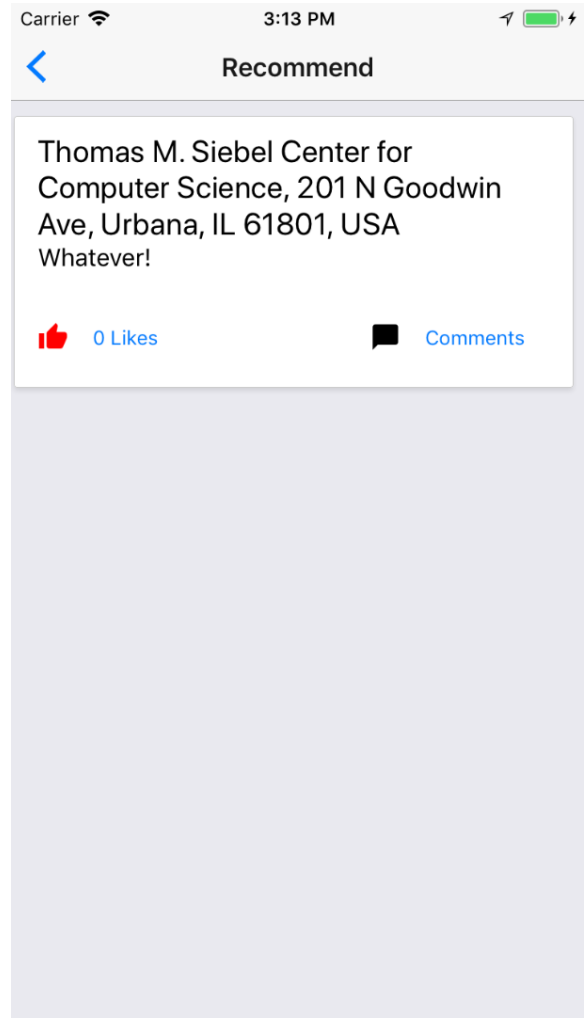 Carrier 3:13 PM
Recommend
Thomas M. Siebel Center for
Computer Science, 201 N Goodwin
Ave, Urbana, IL 61801, USA
Whatever!
0 Likes Comments